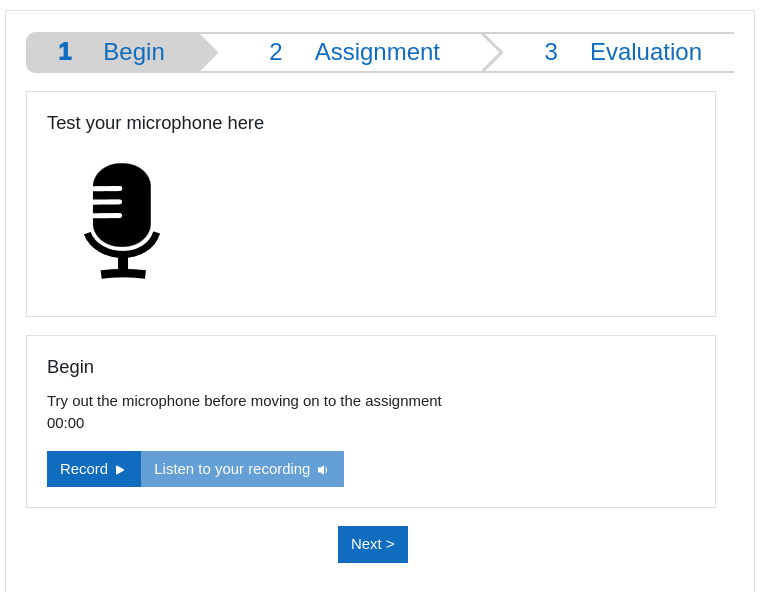 1 Begin 2 Assignment 3 Evaluation
Test your microphone here
Begin
Try out the microphone before moving on to the assignment
00:00
Record Listen to your recording
Next >